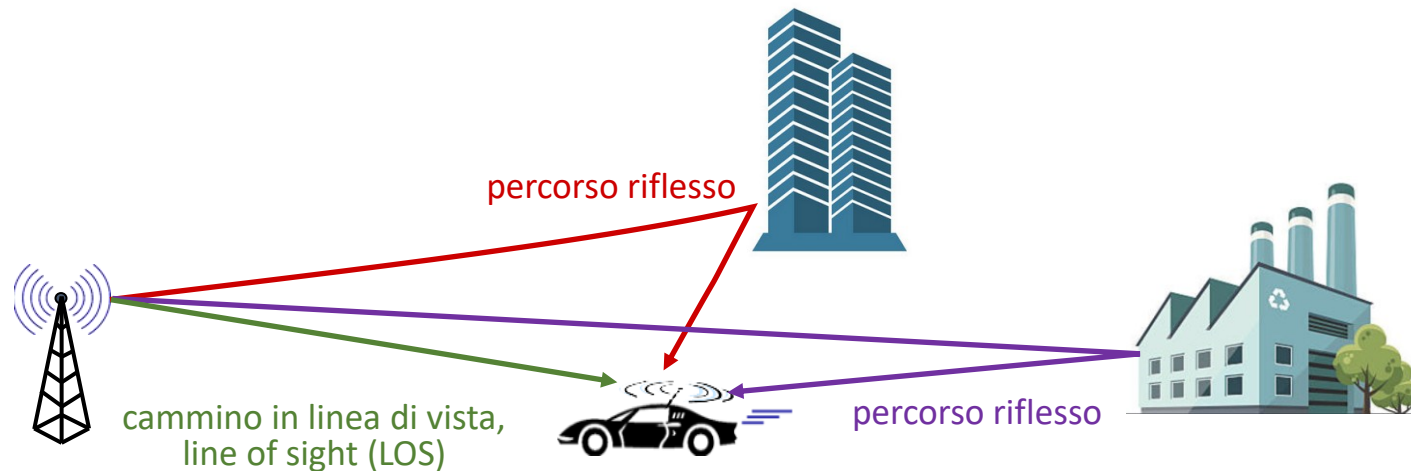 percorso riflesso
cammino in linea di vista,
line of sight (LOS)
percorso riflesso